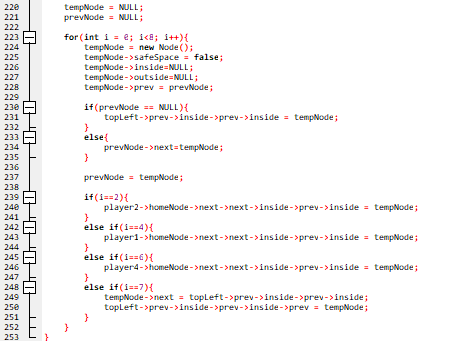 220 tempNode = NULL;
221 prevNode = NULL;
222
223 for(int i = 0; i<8; i++){
224 tempNode = new Node();
225 tempNode->safeSpace = false;
226 tempNode->inside=NULL;
227 tempNode->outside=NULL;
228 tempNode->prev = prevNode;
229
230 if(prevNode == NULL){
231 topLeft->prev->inside->prev->inside = tempNode;
232 }
233 else{
234 prevNode->next=tempNode;
235 }
236
237 prevNode = tempNode;
238
239 if(i==2){
240 player2->homeNode->next->next->inside->prev->inside = tempNode;
241 }
242 else if(i==4){
243 player1->homeNode->next->next->inside->prev->inside = tempNode;
244 }
245 else if(i==6){
246 player4->homeNode->next->next->inside->prev->inside = tempNode;
247 }
248 else if(i==7){
249 tempNode->next = topLeft->prev->inside->prev->inside;
250 topLeft->prev->inside->prev->inside->prev = tempNode;
251 }
252 }
253 }